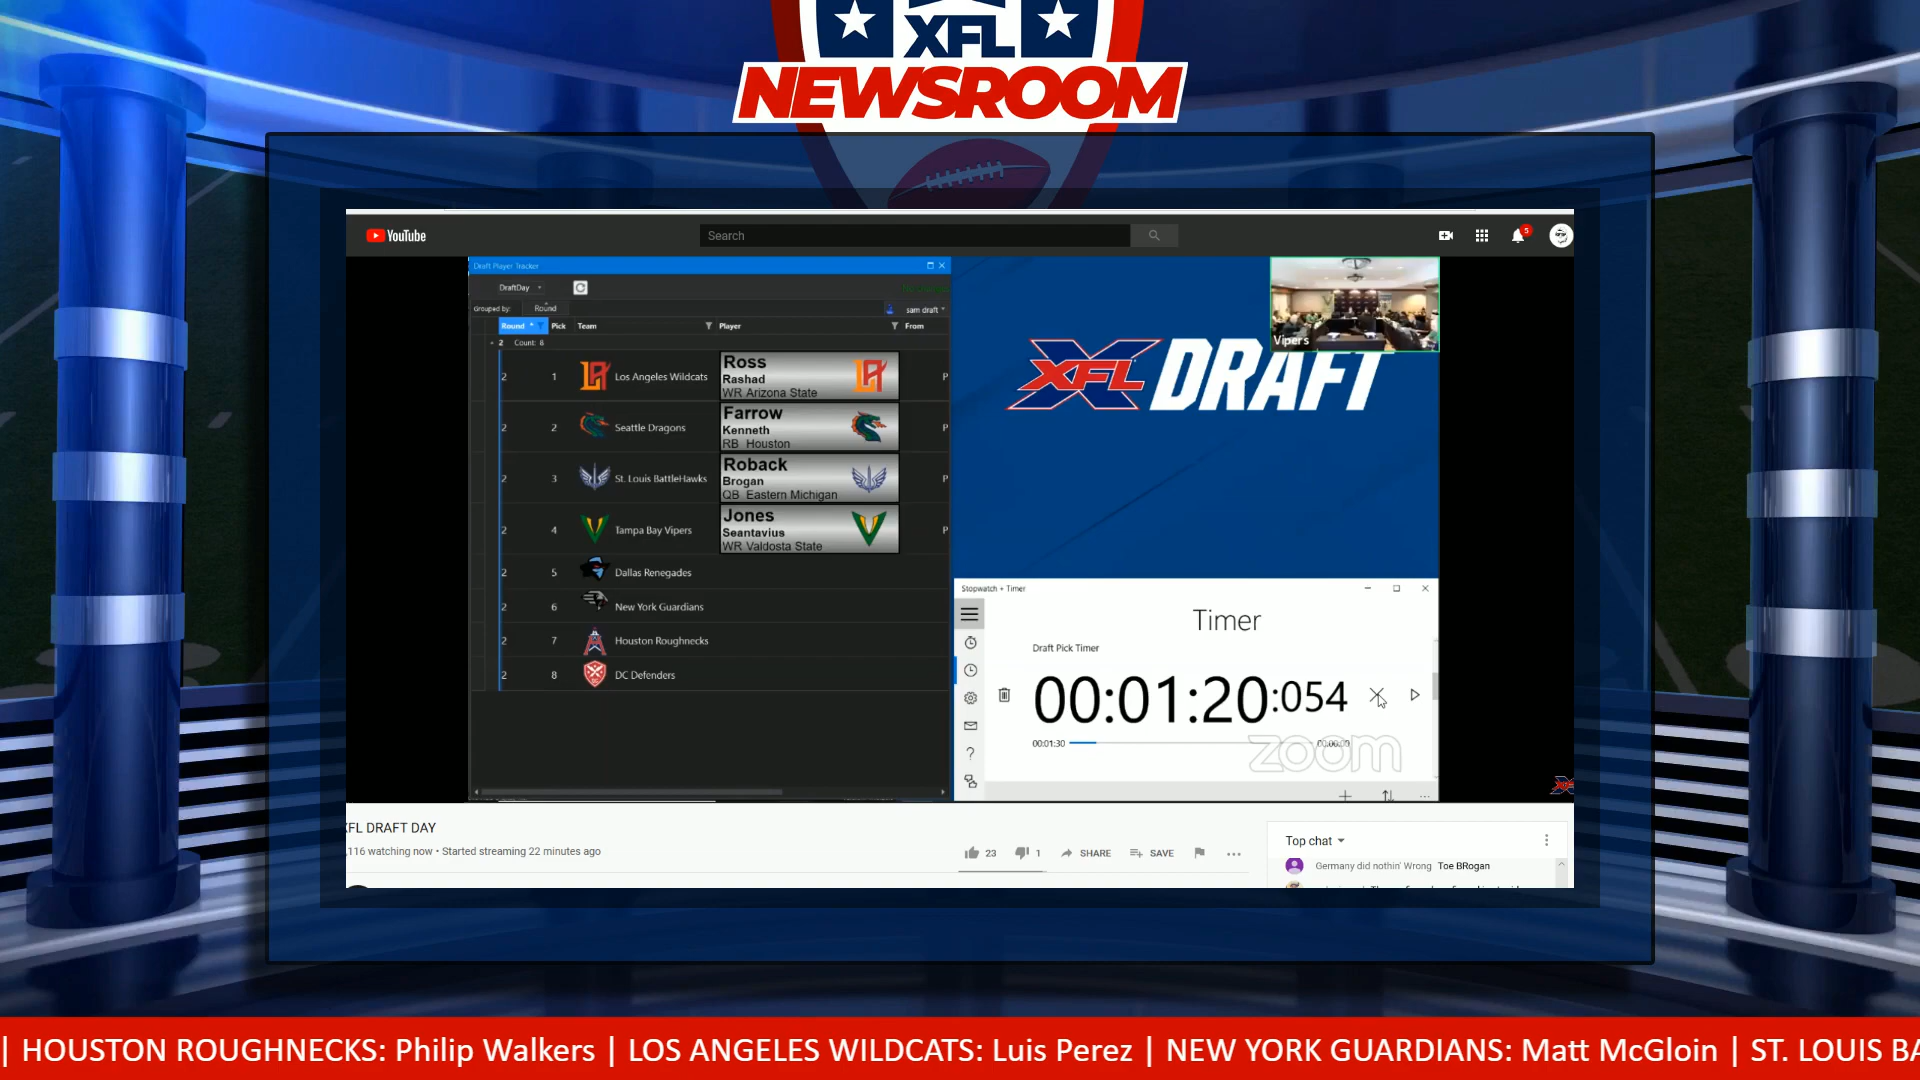 XFL
NEWSROOM
YouTube
Search
5
Draft Player Tracker
DraftDay
Grouped by:
Round
sam draft
Round
Pick
Team
Player
From
2 Count: 8
2 1 Los Angeles Wildcats
Ross
Rashad
WR Arizona State
P
2 2 Seattle Dragons
Farrow
Kenneth
RB Houston
P
2 3 St. Louis BattleHawks
Roback
Brogan
QB Eastern Michigan
P
2 4 Tampa Bay Vipers
Jones
Seantavius
WR Valdosta State
P
2 5 Dallas Renegades
2 6 New York Guardians
2 7 Houston Roughnecks
2 8 DC Defenders
Vipers
XFL DRAFT
Stopwatch + Timer
Timer
Draft Pick Timer
00:01:20:054
00:01:30
00:00:00
zoom
XFL DRAFT DAY
,116 watching now • Started streaming 22 minutes ago
23
1
SHARE
SAVE
Top chat
Germany did nothin' Wrong Toe BRogan
| HOUSTON ROUGHNECKS: Philip Walkers | LOS ANGELES WILDCATS: Luis Perez | NEW YORK GUARDIANS: Matt McGloin | ST. LOUIS BA